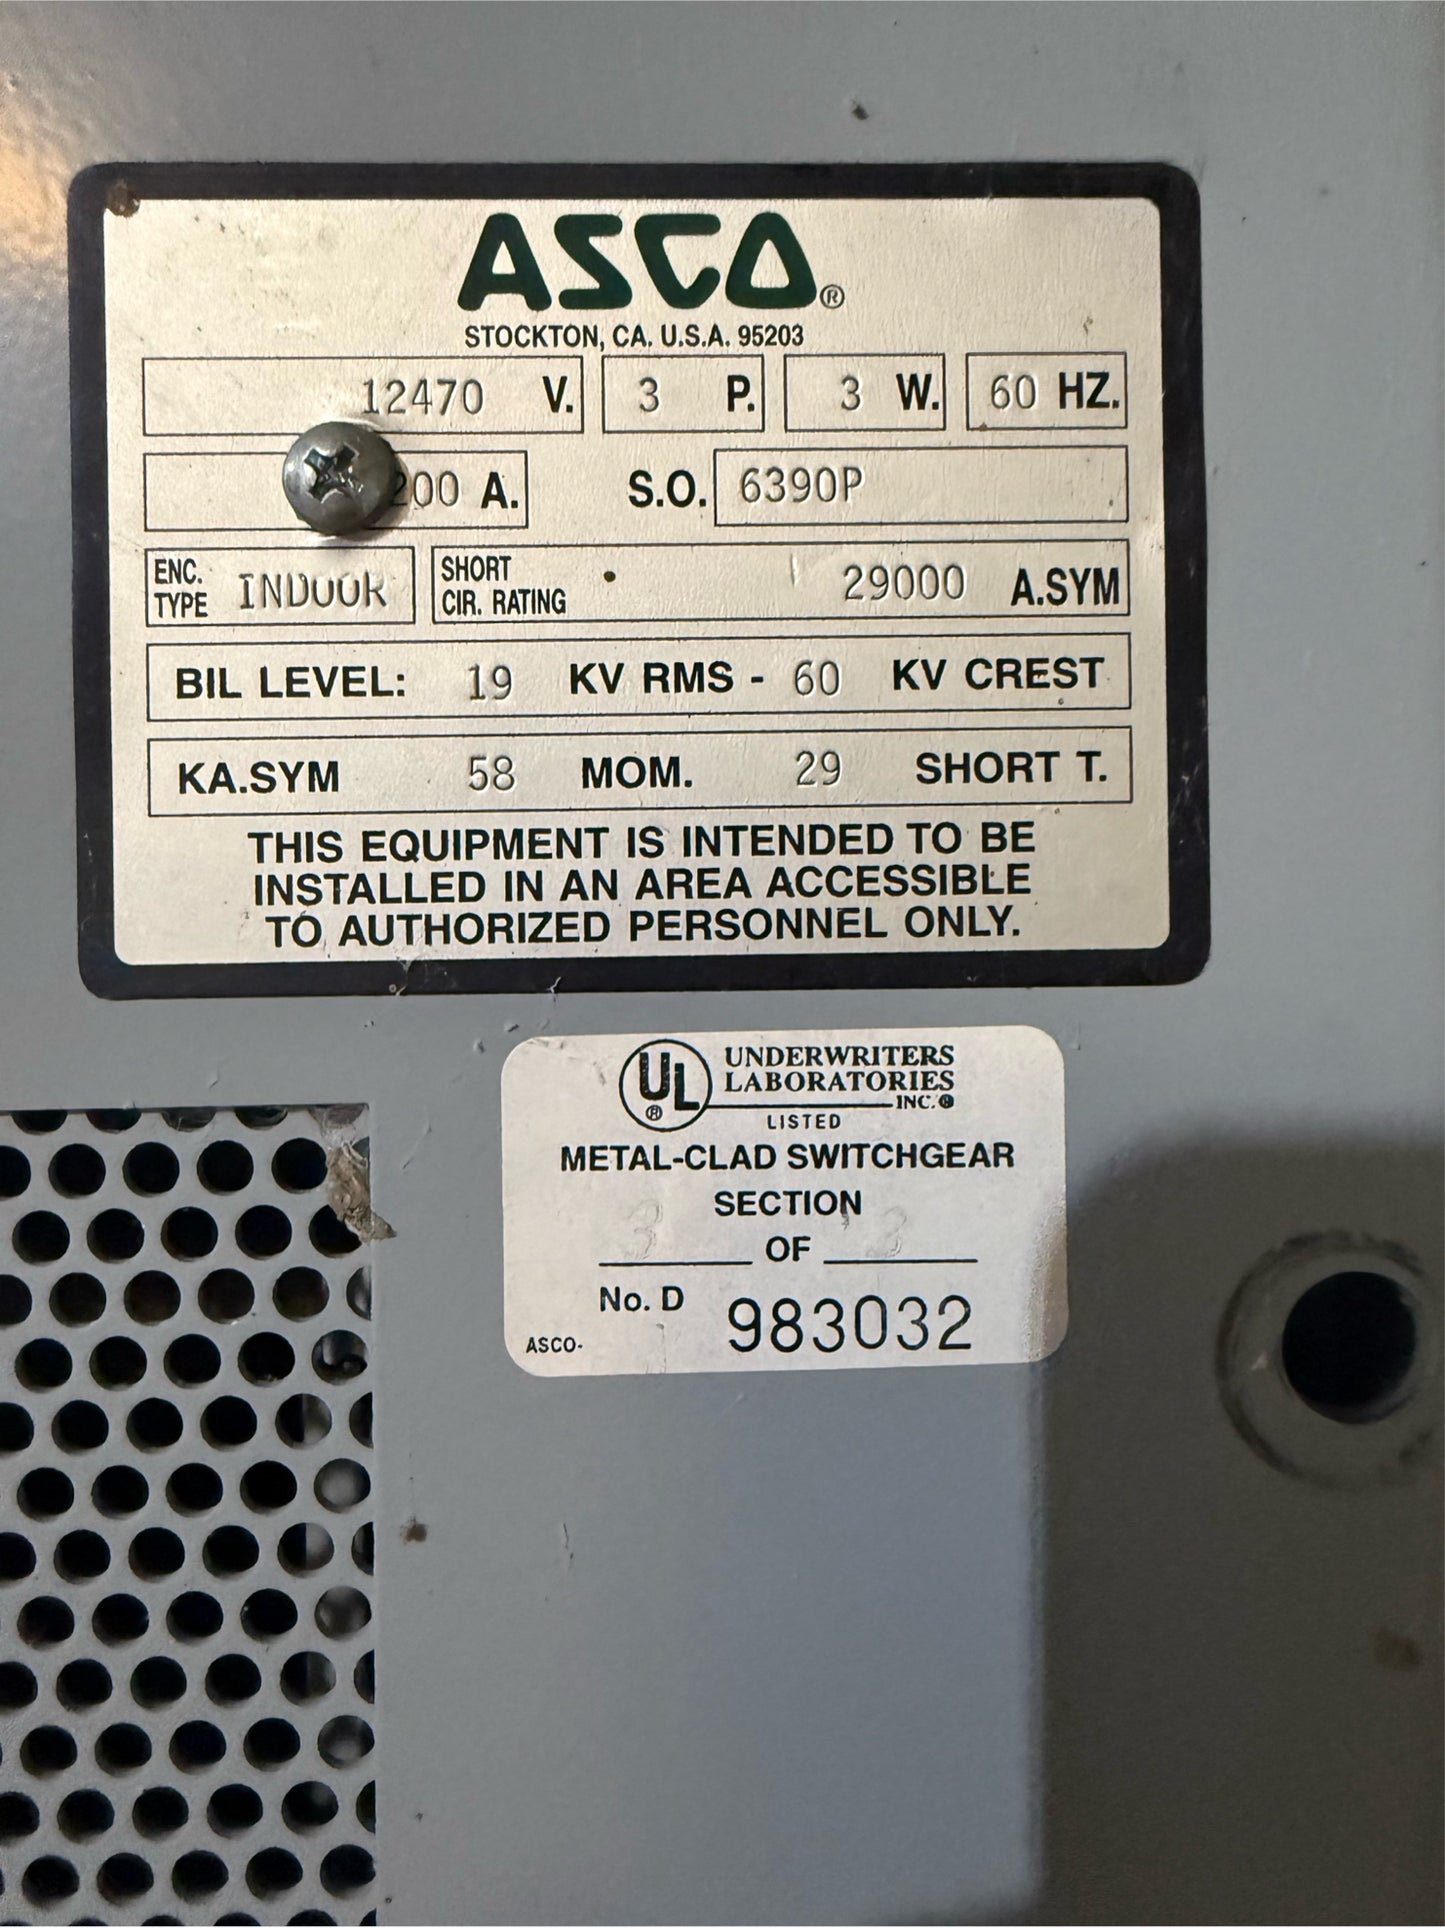 ASCO®
STOCKTON, CA. U.S.A. 95203
12470 V. 3 P. 3 W. 60 HZ.
200 A. S.O. 6390P
ENC. TYPE INDOOR SHORT CIR. RATING 29000 A.SYM
BIL LEVEL: 19 KV RMS - 60 KV CREST
KA.SYM 58 MOM. 29 SHORT T.
THIS EQUIPMENT IS INTENDED TO BE
INSTALLED IN AN AREA ACCESSIBLE
TO AUTHORIZED PERSONNEL ONLY.
UL® UNDERWRITERS
LABORATORIES
INC.®
LISTED
METAL-CLAD SWITCHGEAR
SECTION
3 OF 3
No. D 983032
ASCO-